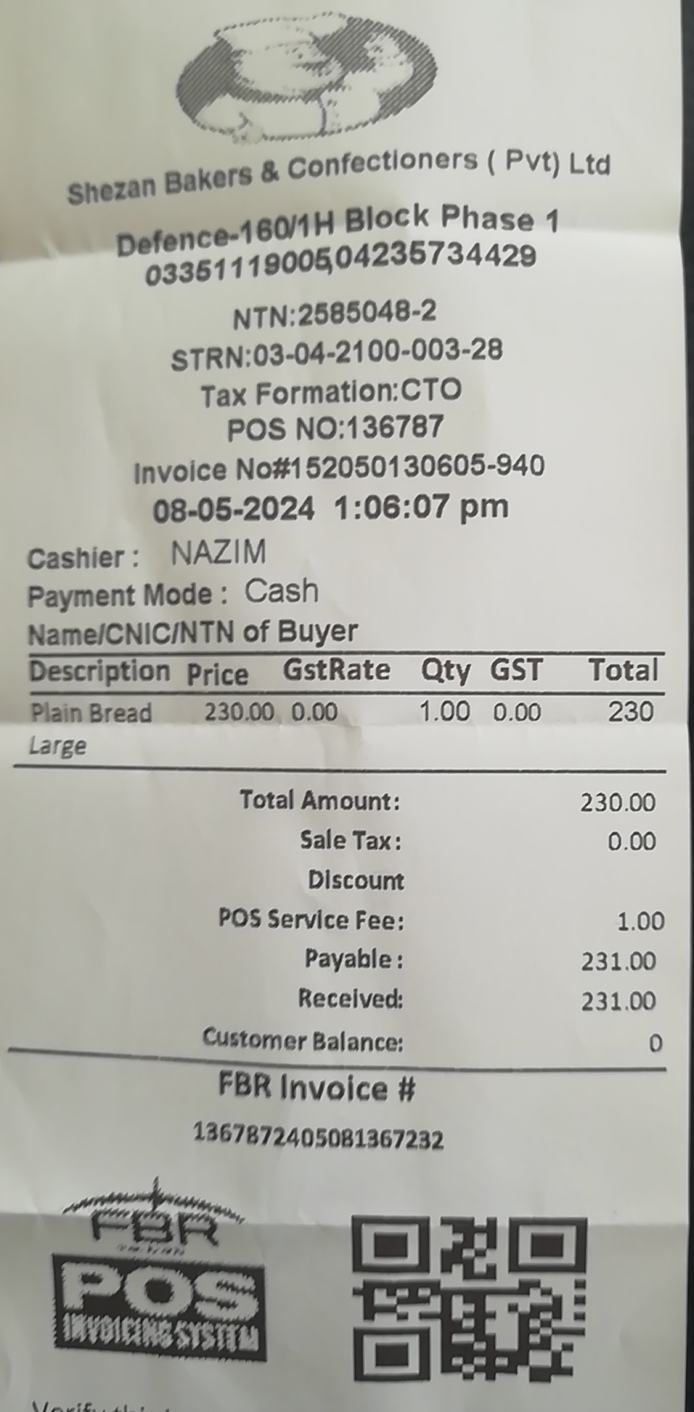 Shezan Bakers & Confectioners ( Pvt) Ltd
Defence-160/1H Block Phase 1
03351119005,04235734429
NTN:2585048-2
STRN:03-04-2100-003-28
Tax Formation:CTO
POS NO:136787
Invoice No#152050130605-940
08-05-2024 1:06:07 pm
Cashier : NAZIM
Payment Mode : Cash
Name/CNIC/NTN of Buyer
Description Price GstRate Qty GST Total
Plain Bread 230.00 0.00 1.00 0.00 230
Large
Total Amount: 230.00
Sale Tax: 0.00
Discount
POS Service Fee: 1.00
Payable: 231.00
Received: 231.00
Customer Balance: 0
FBR Invoice #
1367872405081367232
FBR
POS
INVOICING SYSTEM
Verify this